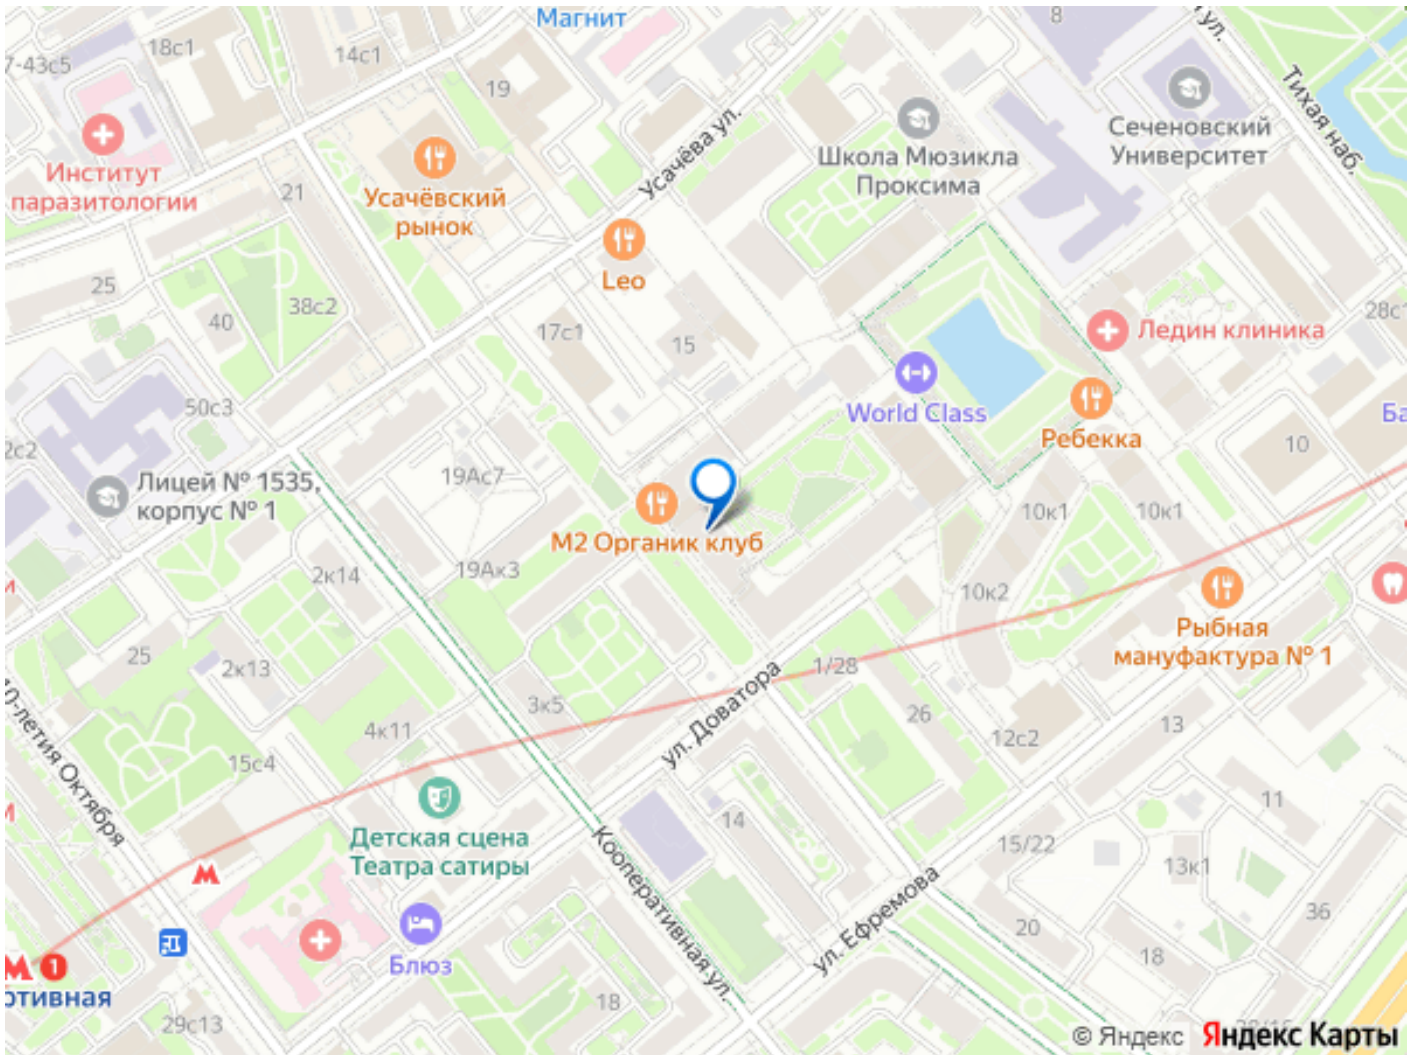 Магнит
8
ул.
18с1
14с1
7-43с5
19
Тихая наб.
Усачёва ул.
Сеченовский
Университет
Школа Мюзикла
Проксима
Институт
паразитологии
21
Усачёвский
рынок
Leo
25
38с2
40
17с1
15
28с1
Ледин клиника
World Class
50с3
Ба
Ребекка
10
2с2
Лицей № 1535,
корпус № 1
19Ас7
10к1
10к1
М2 Органик клуб
2к14
19Ак3
10к2
и
Рыбная
мануфактура № 1
25
2к13
1/28
ул. Доватора
3к5
26
13
12с2
4к11
0-летия Октября
15с4
11
и
14
Детская сцена
Театра сатиры
15/22
13к1
Кооперативная ул.
ул. Ефремова
36
20
18
Блюз
М 1
ртивная
18
29с13
© Яндекс Яндекс Карты